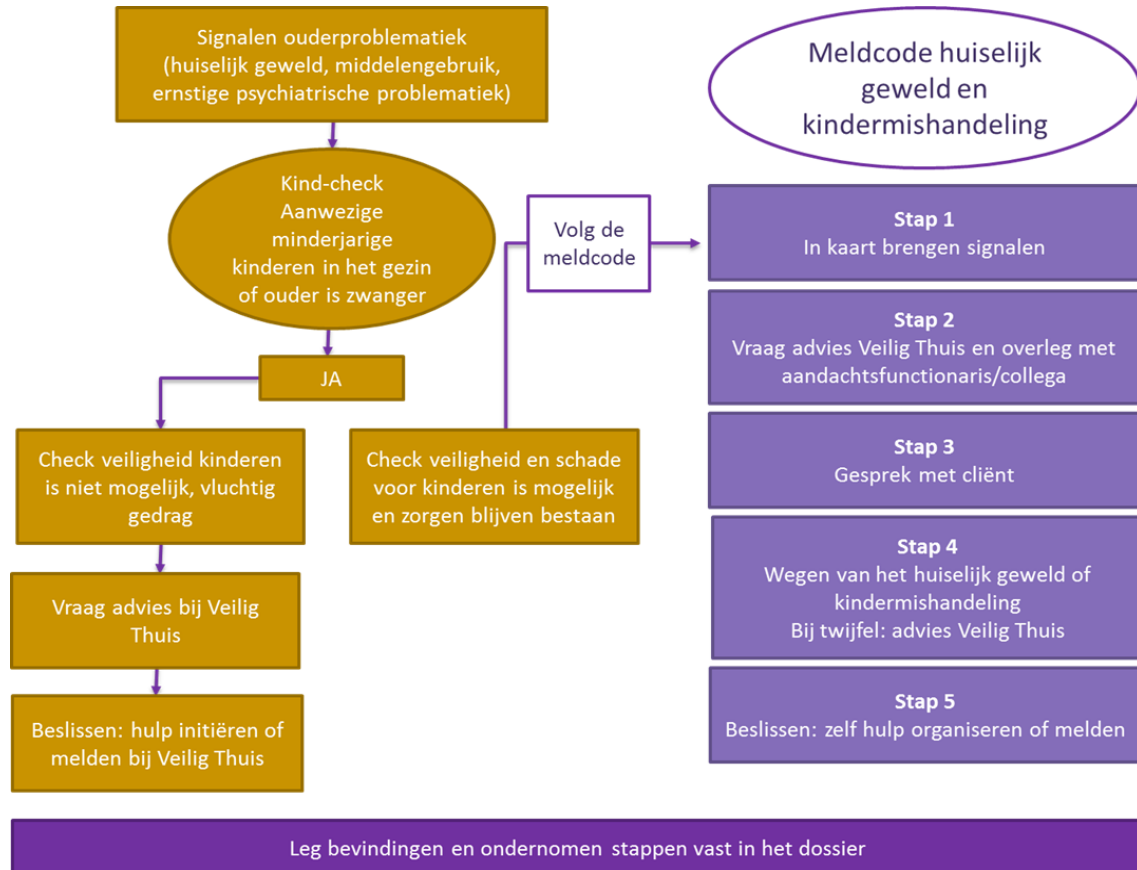 Signalen ouderproblematiek
(huiselijk geweld, middelengebruik,
ernstige psychiatrische problematiek)
Kind-check
Aanwezige
minderjarige
kinderen in het gezin
of ouder is zwanger
JA
Check veiligheid kinderen
is niet mogelijk, vluchtig
gedrag
Vraag advies bij Veilig
Thuis
Beslissen: hulp initiëren of
melden bij Veilig Thuis
Check veiligheid en schade
voor kinderen is mogelijk
en zorgen blijven bestaan
Volg de
meldcode
Meldcode huiselijk
geweld en
kindermishandeling
Stap 1
In kaart brengen signalen
Stap 2
Vraag advies Veilig Thuis en overleg met
aandachtsfunctionaris/collega
Stap 3
Gesprek met cliënt
Stap 4
Wegen van het huiselijk geweld of
kindermishandeling
Bij twijfel: advies Veilig Thuis
Stap 5
Beslissen: zelf hulp organiseren of melden
Leg bevindingen en ondernomen stappen vast in het dossier